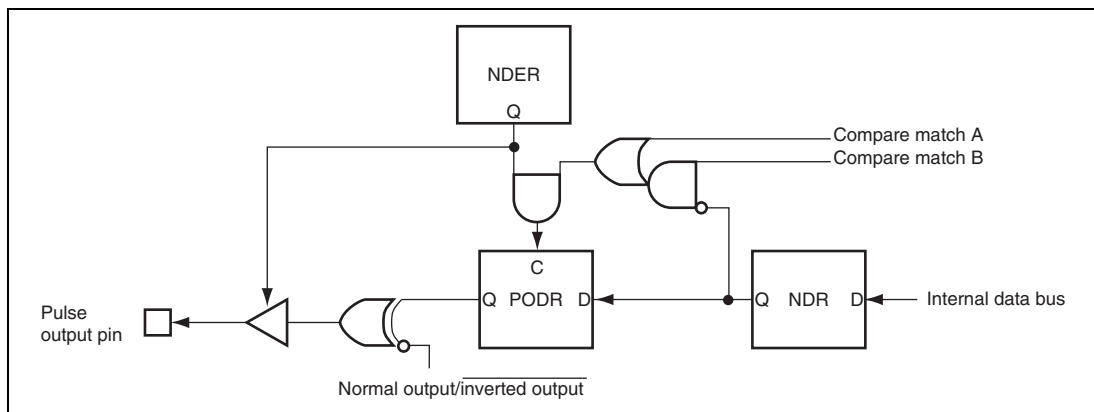 NDER
Q
Compare match A
Compare match B
C
Q PODR D
Q NDR D
Internal data bus
Pulse
output pin
Normal output/inverted output